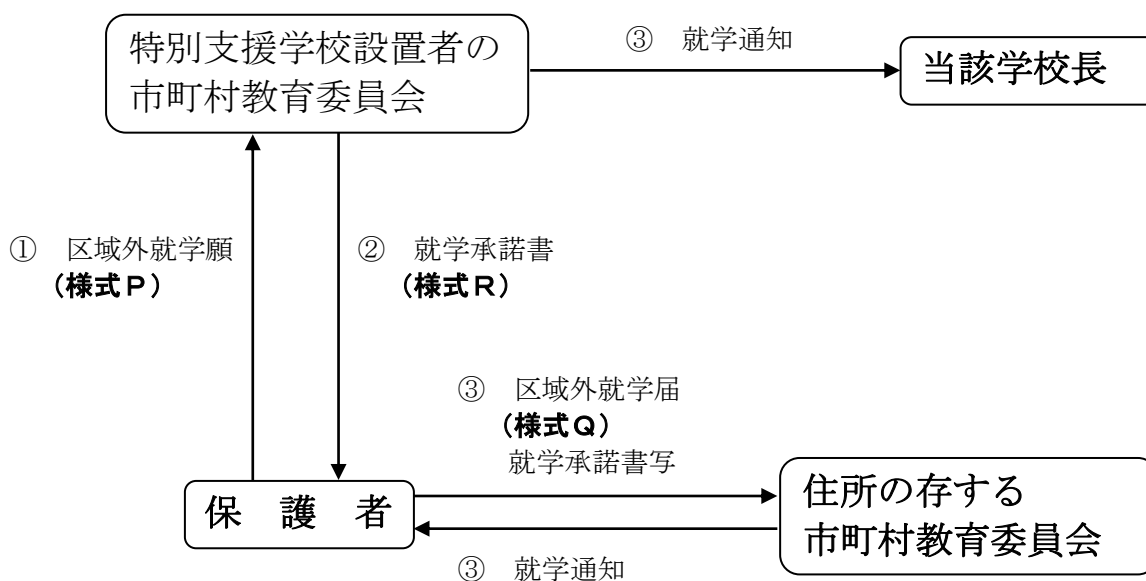 特別支援学校設置者の
市町村教育委員会
③　就学通知
当該学校長
①　区域外就学願
（様式Ｐ）
②　就学承諾書
（様式Ｒ）
③　区域外就学届
（様式Ｑ）
就学承諾書写
保　護　者
住所の存する
市町村教育委員会
③　就学通知